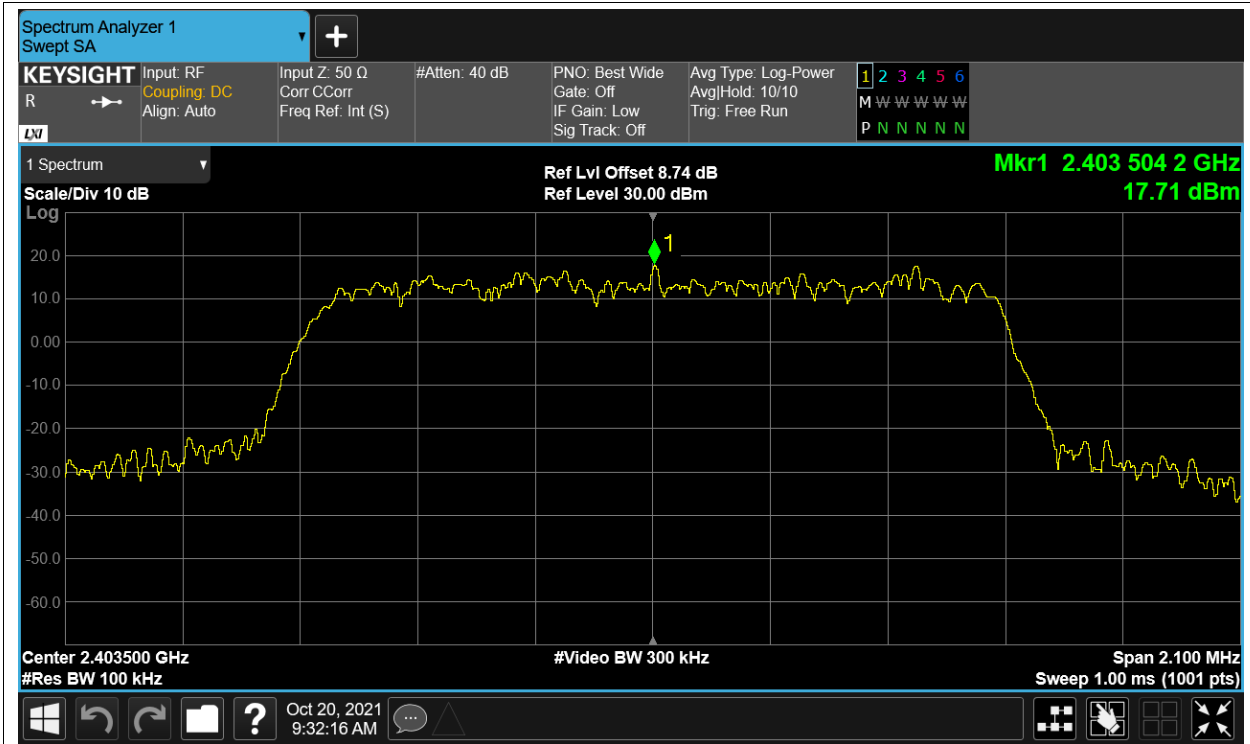 Spectrum Analyzer 1
Swept SA
KEYSIGHT
R
LXI
Input: RF
Coupling: DC
Align: Auto
Input Z: 50 Ω
Corr CCorr
Freq Ref: Int (S)
#Atten: 40 dB
PNO: Best Wide
Gate: Off
IF Gain: Low
Sig Track: Off
Avg Type: Log-Power
Avg|Hold: 10/10
Trig: Free Run
1 2 3 4 5 6
M W W W W W W
P N N N N N
1 Spectrum
Scale/Div 10 dB
Log
Ref Lvl Offset 8.74 dB
Ref Level 30.00 dBm
Mkr1 2.403 504 2 GHz
17.71 dBm
1
20.0
10.0
0.00
-10.0
-20.0
-30.0
-40.0
-50.0
-60.0
Center 2.403500 GHz
#Video BW 300 kHz
Span 2.100 MHz
#Res BW 100 kHz
Sweep 1.00 ms (1001 pts)
?
Oct 20, 2021
9:32:16 AM